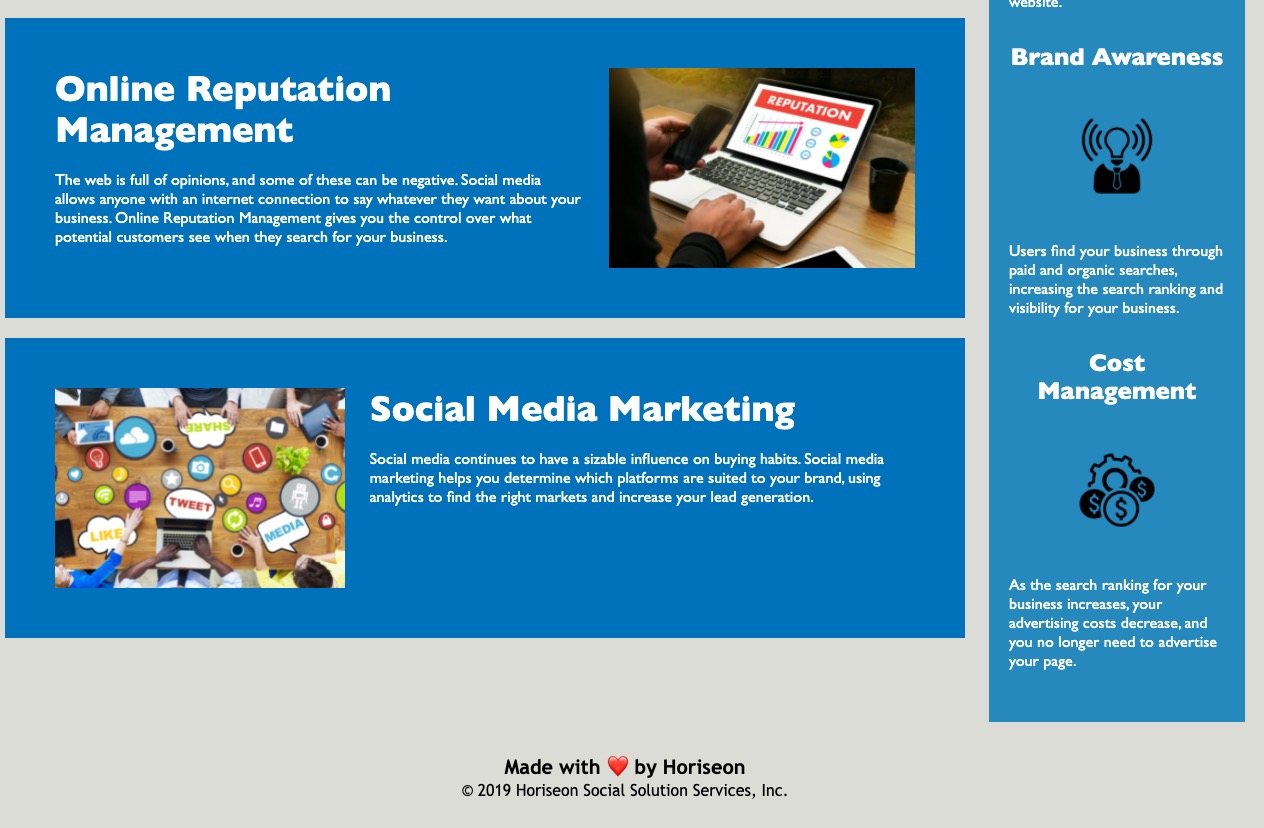 Online Reputation
Management
The web is full of opinions, and some of these can be negative. Social media
allows anyone with an internet connection to say whatever they want about your
business. Online Reputation Management gives you the control over what
potential customers see when they search for your business.
REPUTATION
Social Media Marketing
Social media continues to have a sizable influence on buying habits. Social media
marketing helps you determine which platforms are suited to your brand, using
analytics to find the right markets and increase your lead generation.
SHARE
TWEET
LIKE
MEDIA
website.
Brand Awareness
Users find your business through
paid and organic searches,
increasing the search ranking and
visibility for your business.
Cost
Management
$
$
$
As the search ranking for your
business increases, your
advertising costs decrease, and
you no longer need to advertise
your page.
Made with ❤️ by Horiseon
© 2019 Horiseon Social Solution Services, Inc.